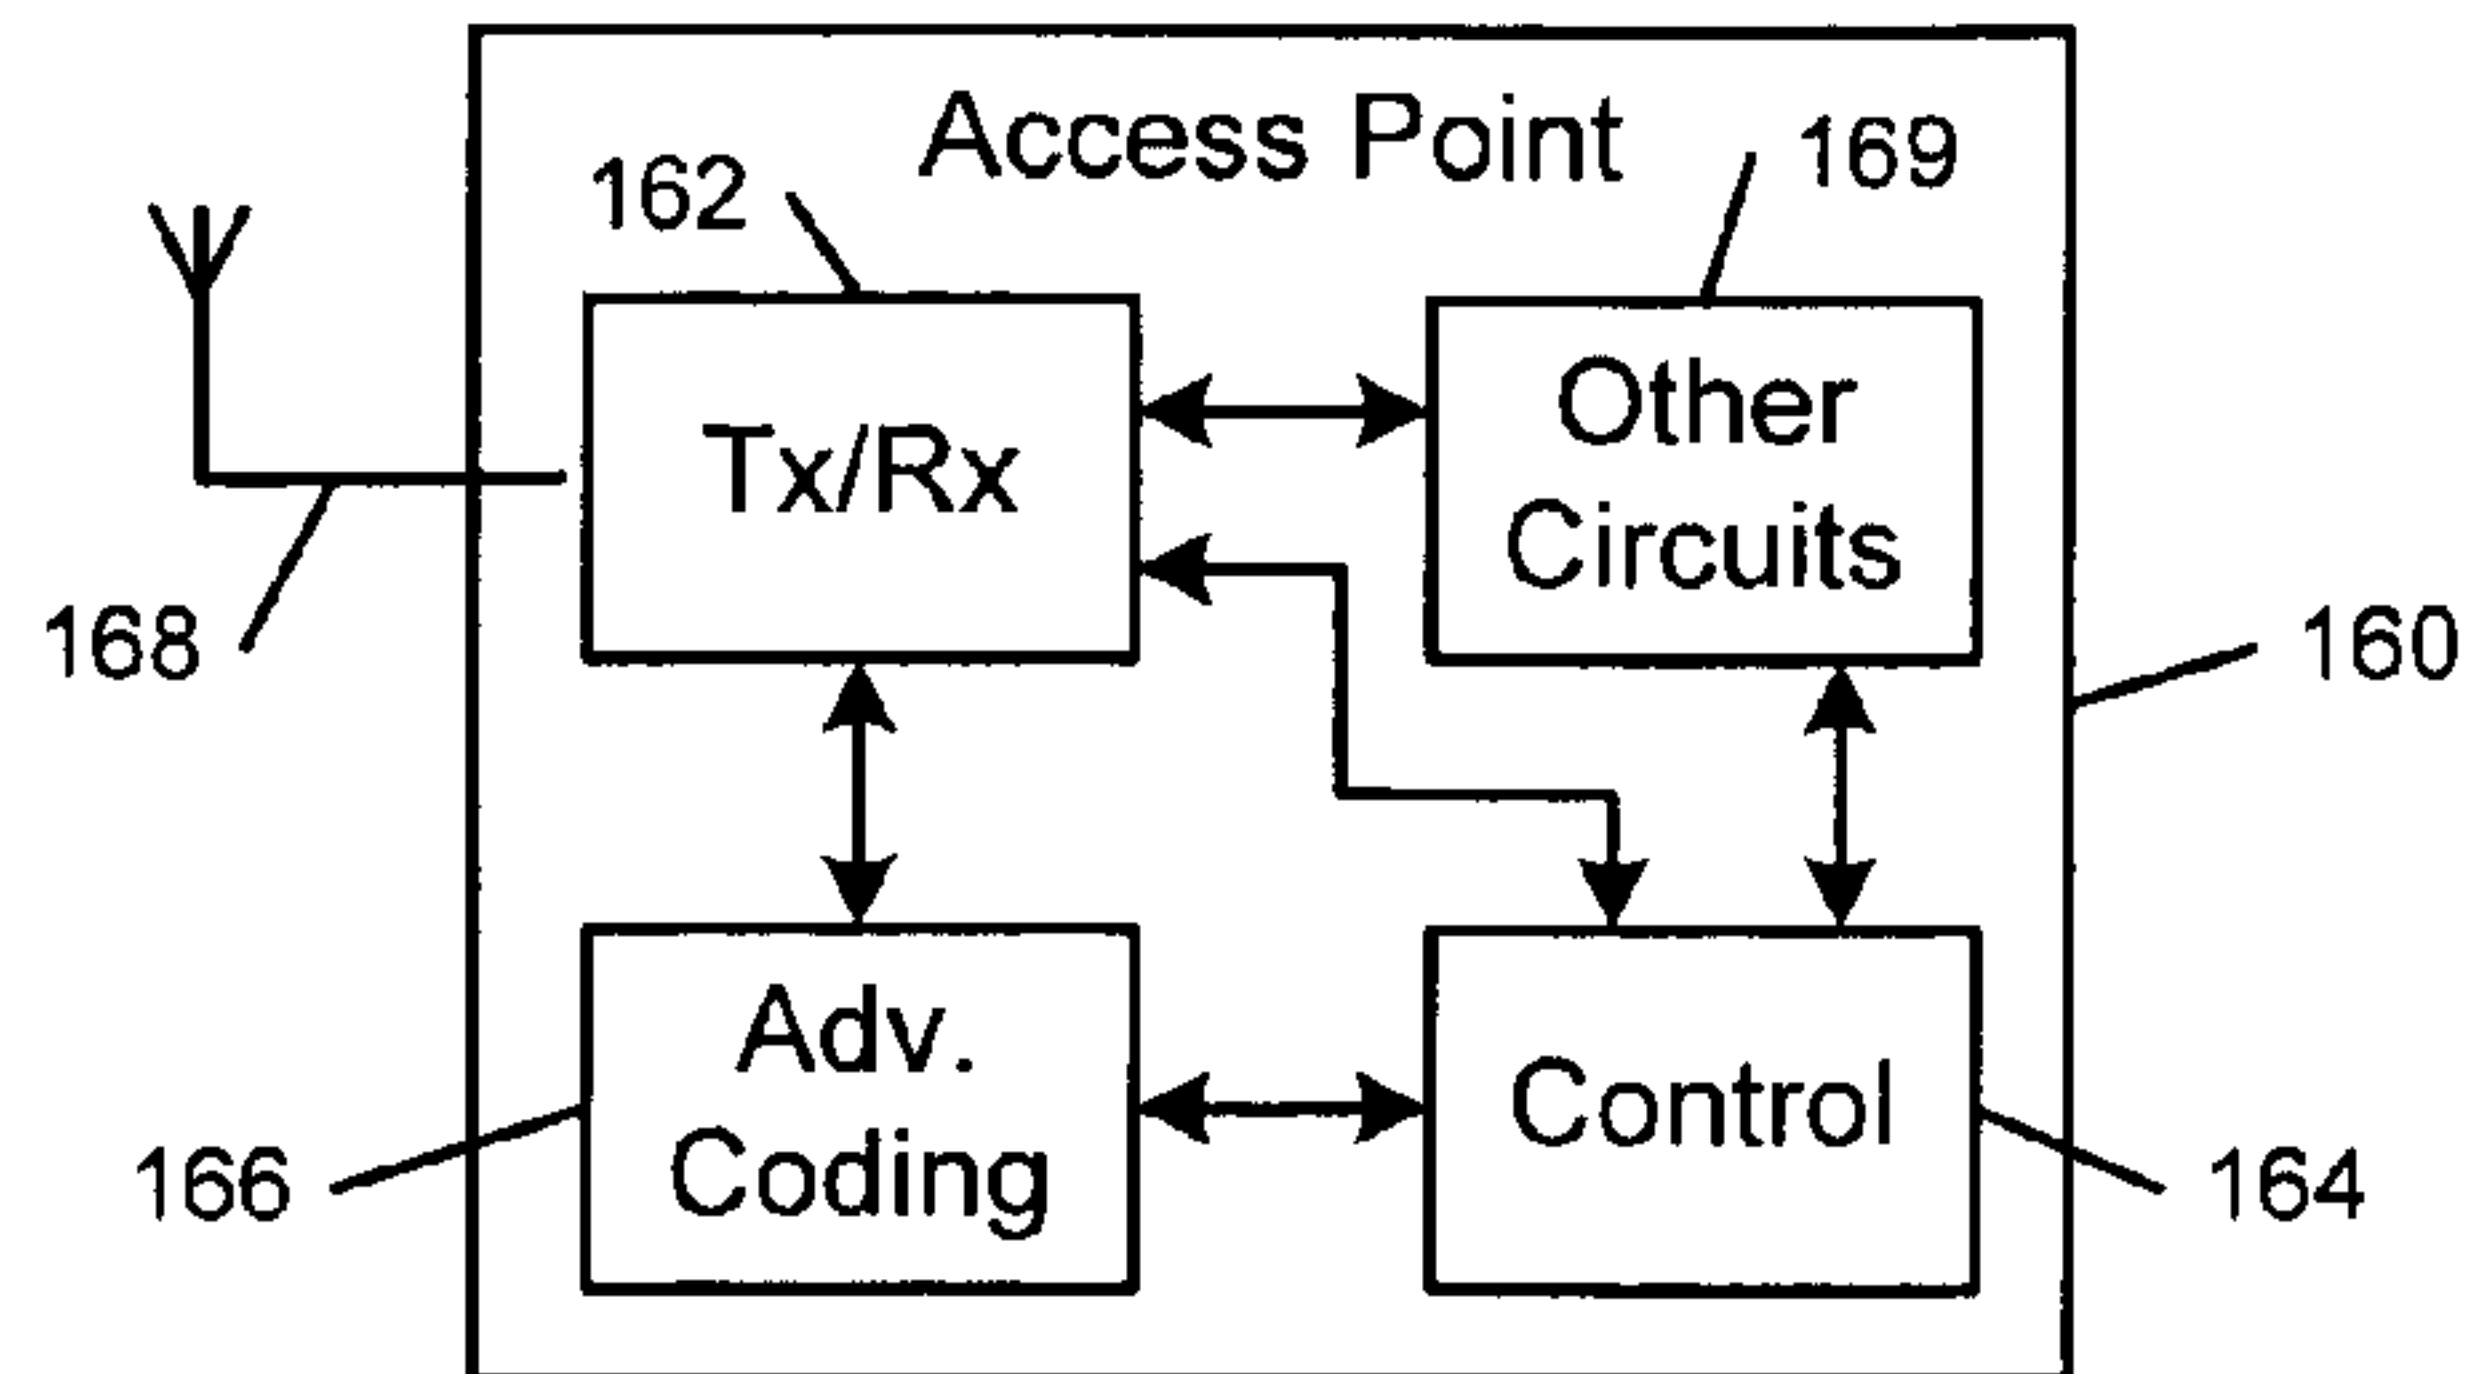 Access Point
162
169
Tx/Rx
Other
Circuits
168
160
Adv.
Coding
Control
166
164